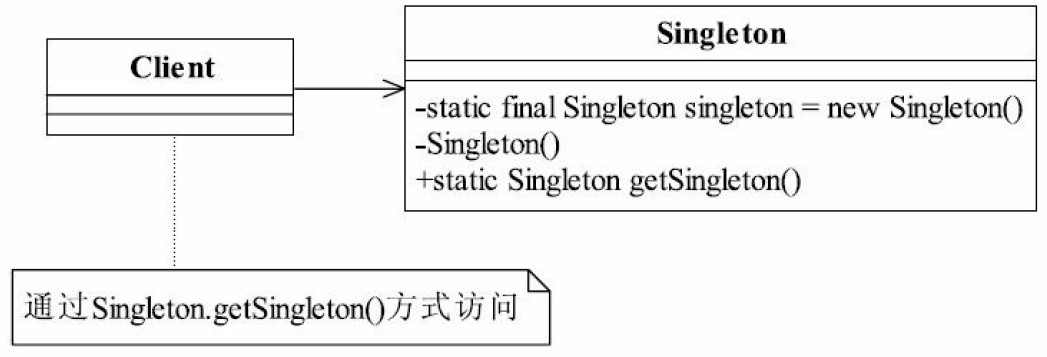 Client
Singleton
-static final Singleton singleton = new Singleton()
-Singleton()
+static Singleton getSingleton()
通过Singleton.getSingleton()方式访问